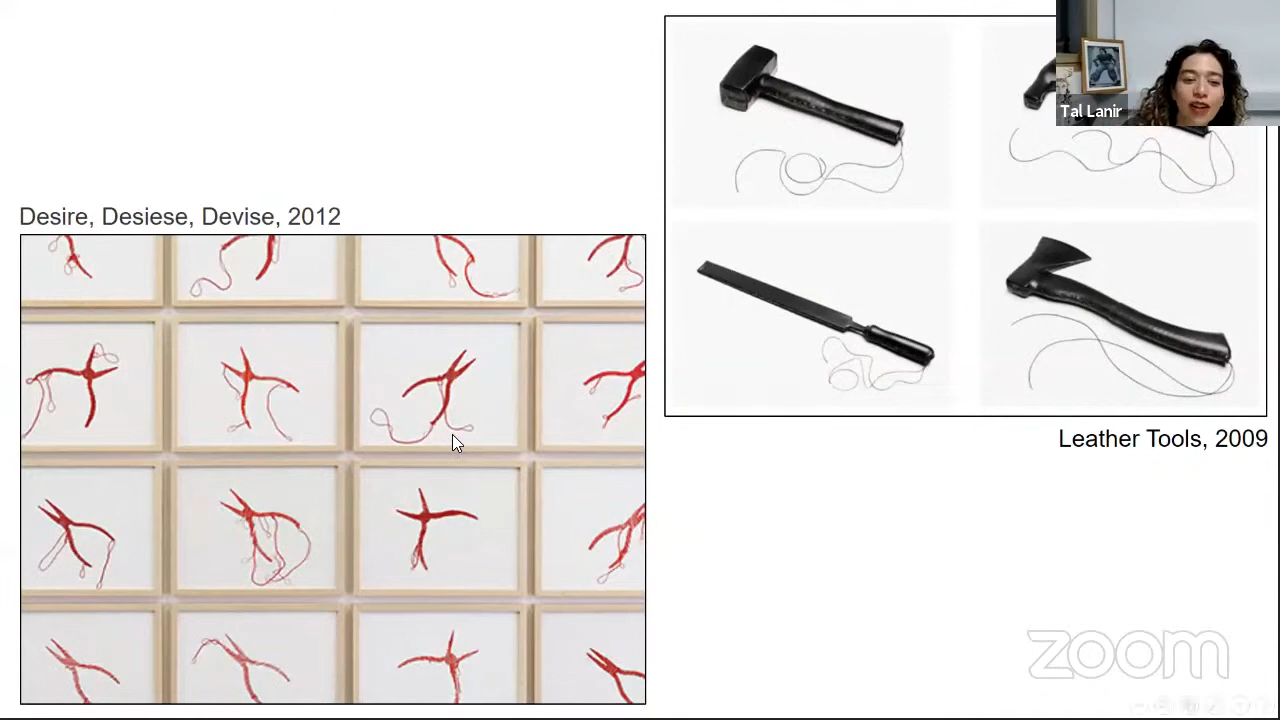 Tal Lanir
Desire, Desiese, Devise, 2012
Leather Tools, 2009
zoom